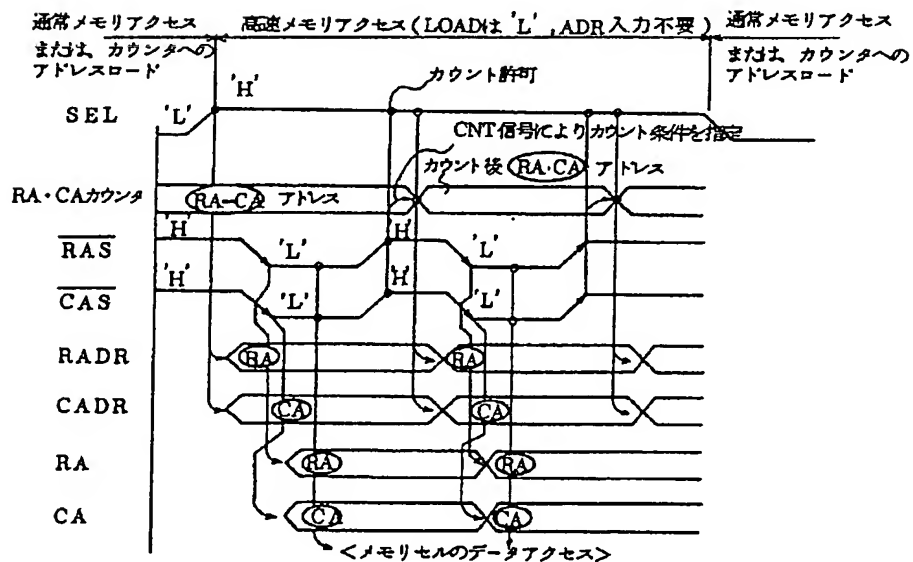 通常メモリアクセス
または、カウンタへの
アドレスロード
高速メモリアクセス(LOADは'L',ADR入力不要)
通常メモリアクセス
または、カウンタへの
アドレスロード
'H'
カウント許可
SEL
'L'
CNT信号によりカウント条件を指定
カウント後 RA・CA アドレス
RA・CAカウンタ
RA-CA アドレス
'H' 'L' 'H' 'L'
RAS
'H' 'L' 'H' 'L'
CAS
RADR RA RA
CADR CA CA
RA RA RA
CA CA CA
<メモリセルのデータアクセス>